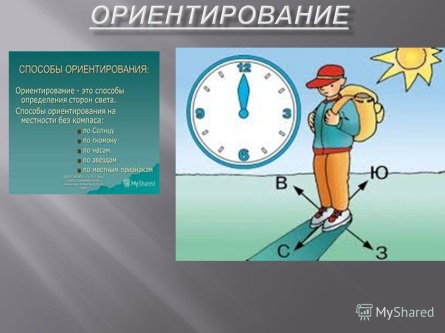 ОРИЕНТИРОВАНИЕ
СПОСОБЫ ОРИЕНТИРОВАНИЯ:
Ориентирование - это способы
определения сторон света.
Способы ориентирования на
местности без компаса:
по Солнцу
по гномону
по часам
по звёздам
по местным признакам
MyShared
12
3
6
9
В
Ю
С
З
MyShared